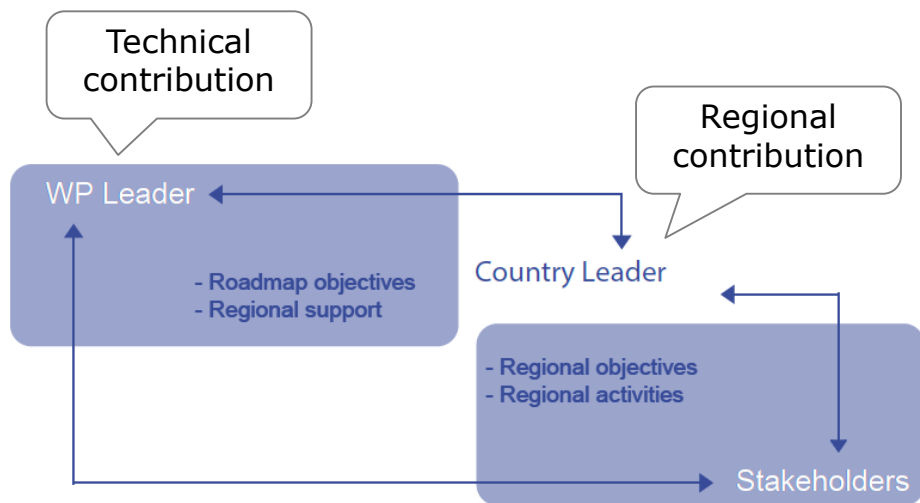 Technical
contribution
Regional
contribution
WP Leader
Country Leader
- Roadmap objectives
- Regional support
- Regional objectives
- Regional activities
Stakeholders